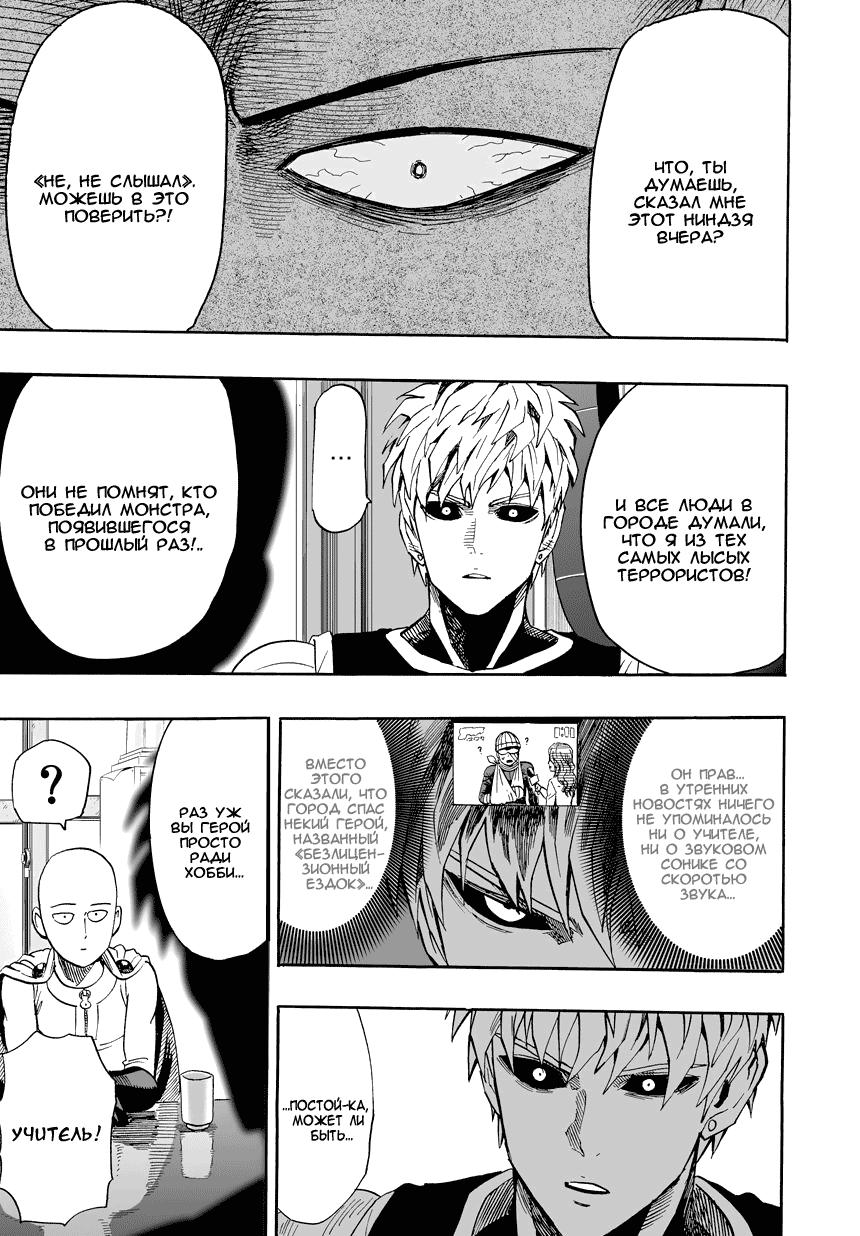 ЧТО, ТЫ
ДУМАЕШЬ,
СКАЗАЛ МНЕ
ЭТОТ НИНДЗЯ
ВЧЕРА?
«НЕ, НЕ СЛЫШАЛ».
МОЖЕШЬ В ЭТО
ПОВЕРИТЬ?!
И ВСЕ ЛЮДИ В
ГОРОДЕ ДУМАЛИ,
ЧТО Я ИЗ ТЕХ
САМЫХ ЛЫСЫХ
ТЕРРОРИСТОВ!
...
ОНИ НЕ ПОМНЯТ, КТО
ПОБЕДИЛ МОНСТРА,
ПОЯВИВШЕГОСЯ
В ПРОШЛЫЙ РАЗ!..
ОН ПРАВ...
В УТРЕННИХ
НОВОСТЯХ НИЧЕГО
НЕ УПОМИНАЛОСЬ
НИ О УЧИТЕЛЕ,
НИ О ЗВУКОВОМ
СОНИКЕ СО
СКОРОТЬЮ
ЗВУКА...
? ?
ВМЕСТО
ЭТОГО
СКАЗАЛИ, ЧТО
ГОРОД СПАС
НЕКИЙ ГЕРОЙ,
НАЗВАННЫЙ
«БЕЗЛИЦЕН-
ЗИОННЫЙ
ЕЗДОК»...
...ПОСТОЙ-КА,
МОЖЕТ ЛИ
БЫТЬ...
РАЗ УЖ
ВЫ ГЕРОЙ
ПРОСТО
РАДИ
ХОББИ...
?
УЧИТЕЛЬ!